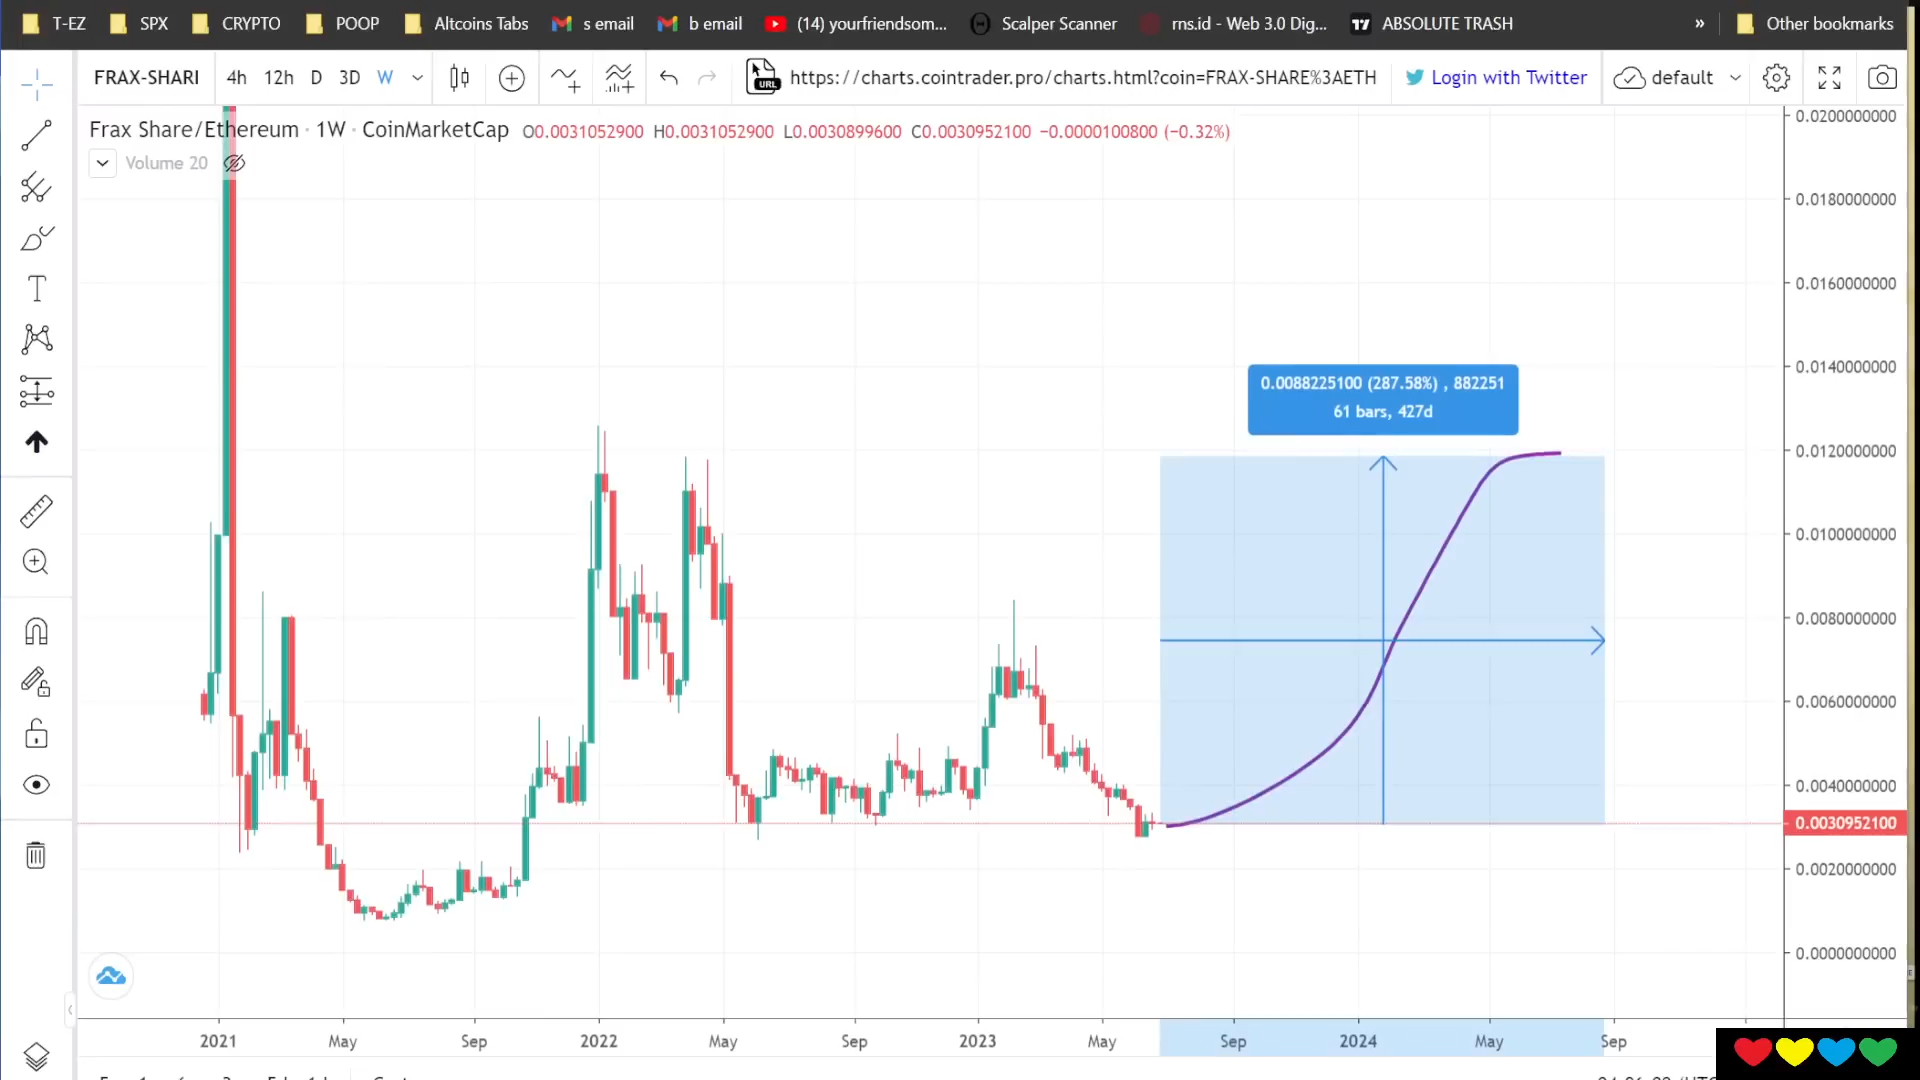 T-EZ SPX CRYPTO POOP Altcoins Tabs s email b email (14) yourfriendsom... Scalper Scanner rns.id - Web 3.0 Dig... ABSOLUTE TRASH » Other bookmarks
FRAX-SHARI 4h 12h D 3D W URL https://charts.cointrader.pro/charts.html?coin=FRAX-SHARE%3AETH Login with Twitter default
Frax Share/Ethereum · 1W · CoinMarketCap O0.0031052900 H0.0031052900 L0.0030899600 C0.0030952100 −0.0000100800 (−0.32%)
Volume 20
0.0200000000
0.0180000000
0.0160000000
0.0140000000
0.0088225100 (287.58%) , 882251
61 bars, 427d
0.0120000000
0.0100000000
0.0080000000
0.0060000000
0.0040000000
0.0030952100
0.0020000000
0.0000000000
2021 May Sep 2022 May Sep 2023 May Sep 2024 May Sep